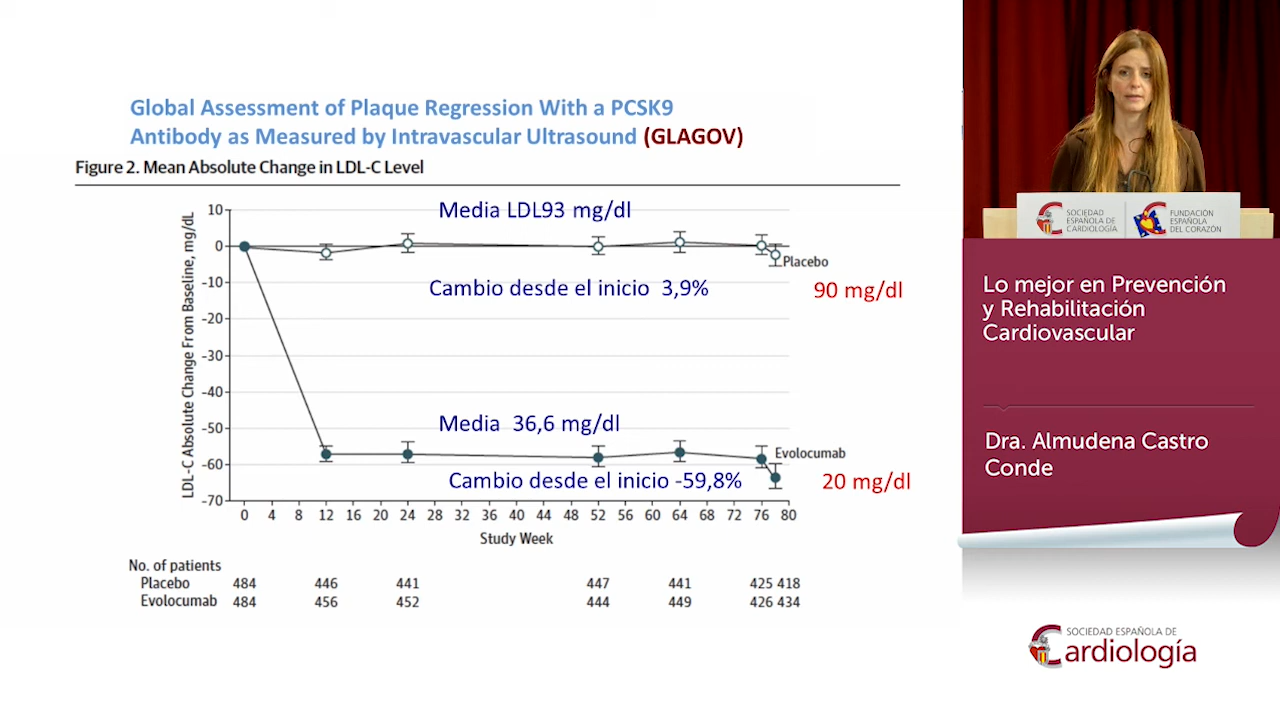 Global Assessment of Plaque Regression With a PCSK9
Antibody as Measured by Intravascular Ultrasound (GLAGOV)
Figure 2. Mean Absolute Change in LDL-C Level
LDL-C Absolute Change From Baseline, mg/dL
10
0
-10
-20
-30
-40
-50
-60
-70
Media LDL93 mg/dl
Placebo
Cambio desde el inicio 3,9%
90 mg/dl
Media 36,6 mg/dl
Evolocumab
Cambio desde el inicio -59,8%
20 mg/dl
0 4 8 12 16 20 24 28 32 36 40 44 48 52 56 60 64 68 72 76 80
Study Week
No. of patients
Placebo 484 446 441 447 441 425 418
Evolocumab 484 456 452 444 449 426 434
SOCIEDAD
ESPAÑOLA DE
CARDIOLOGÍA
FUNDACIÓN
ESPAÑOLA
DEL CORAZÓN
Lo mejor en Prevención
y Rehabilitación
Cardiovascular
Dra. Almudena Castro
Conde
SOCIEDAD ESPAÑOLA DE
Cardiología